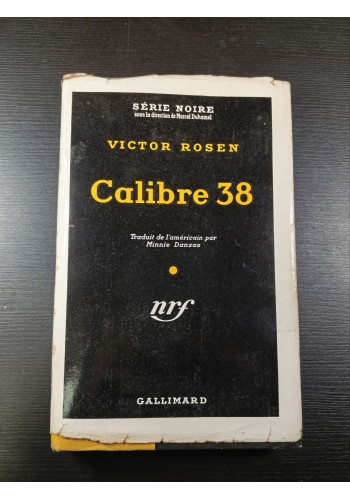 SÉRIE NOIRE
sous la direction de Marcel Duhamel
VICTOR ROSEN
Calibre 38
Traduit de l'américain par
Minnie Danzas
nrf
GALLIMARD